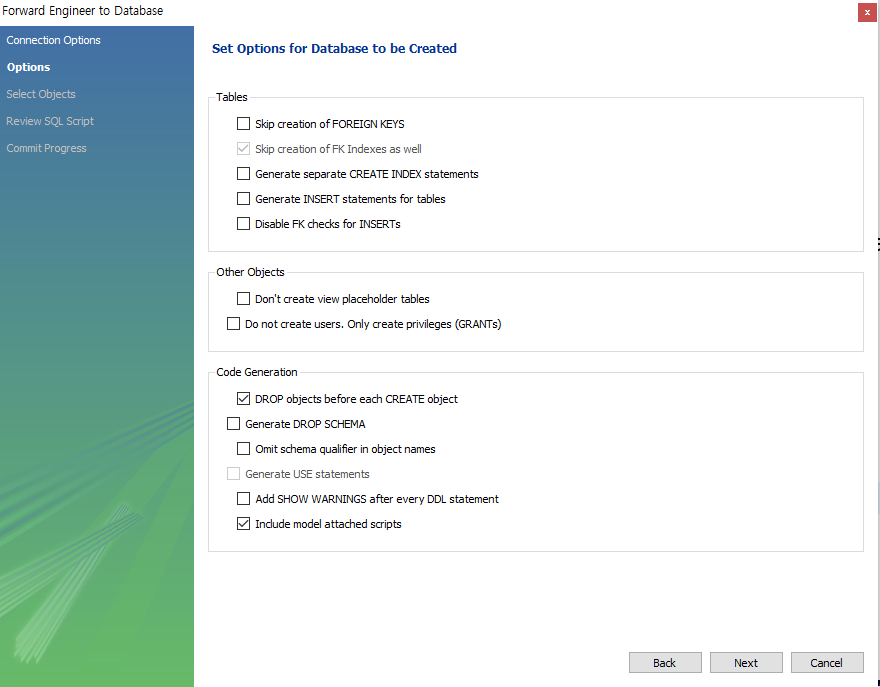 Forward Engineer to Database
x
Connection Options
Options
Select Objects
Review SQL Script
Commit Progress
Set Options for Database to be Created
Tables
Skip creation of FOREIGN KEYS
Skip creation of FK Indexes as well
Generate separate CREATE INDEX statements
Generate INSERT statements for tables
Disable FK checks for INSERTs
Other Objects
Don't create view placeholder tables
Do not create users. Only create privileges (GRANTs)
Code Generation
DROP objects before each CREATE object
Generate DROP SCHEMA
Omit schema qualifier in object names
Generate USE statements
Add SHOW WARNINGS after every DDL statement
Include model attached scripts
Back
Next
Cancel